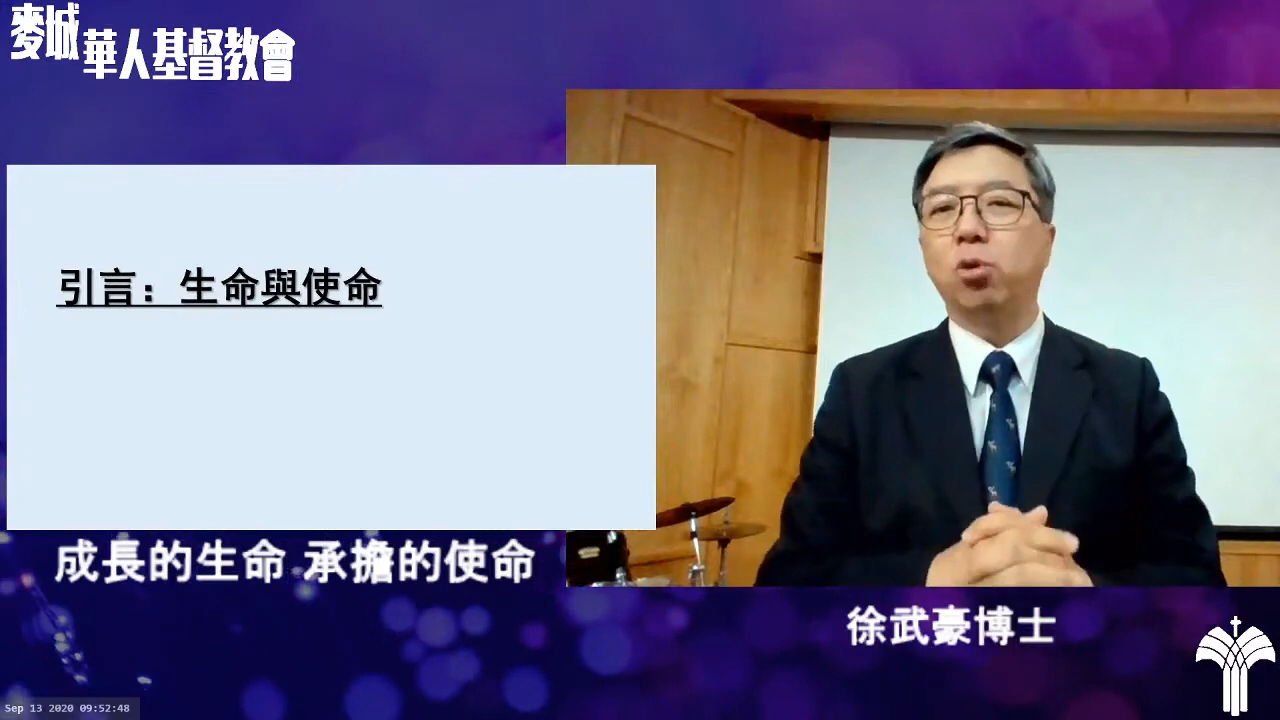 麥城
華人基督教會
引言：生命與使命
成長的生命 承擔的使命
徐武豪博士
Sep 13 2020 09:52:48